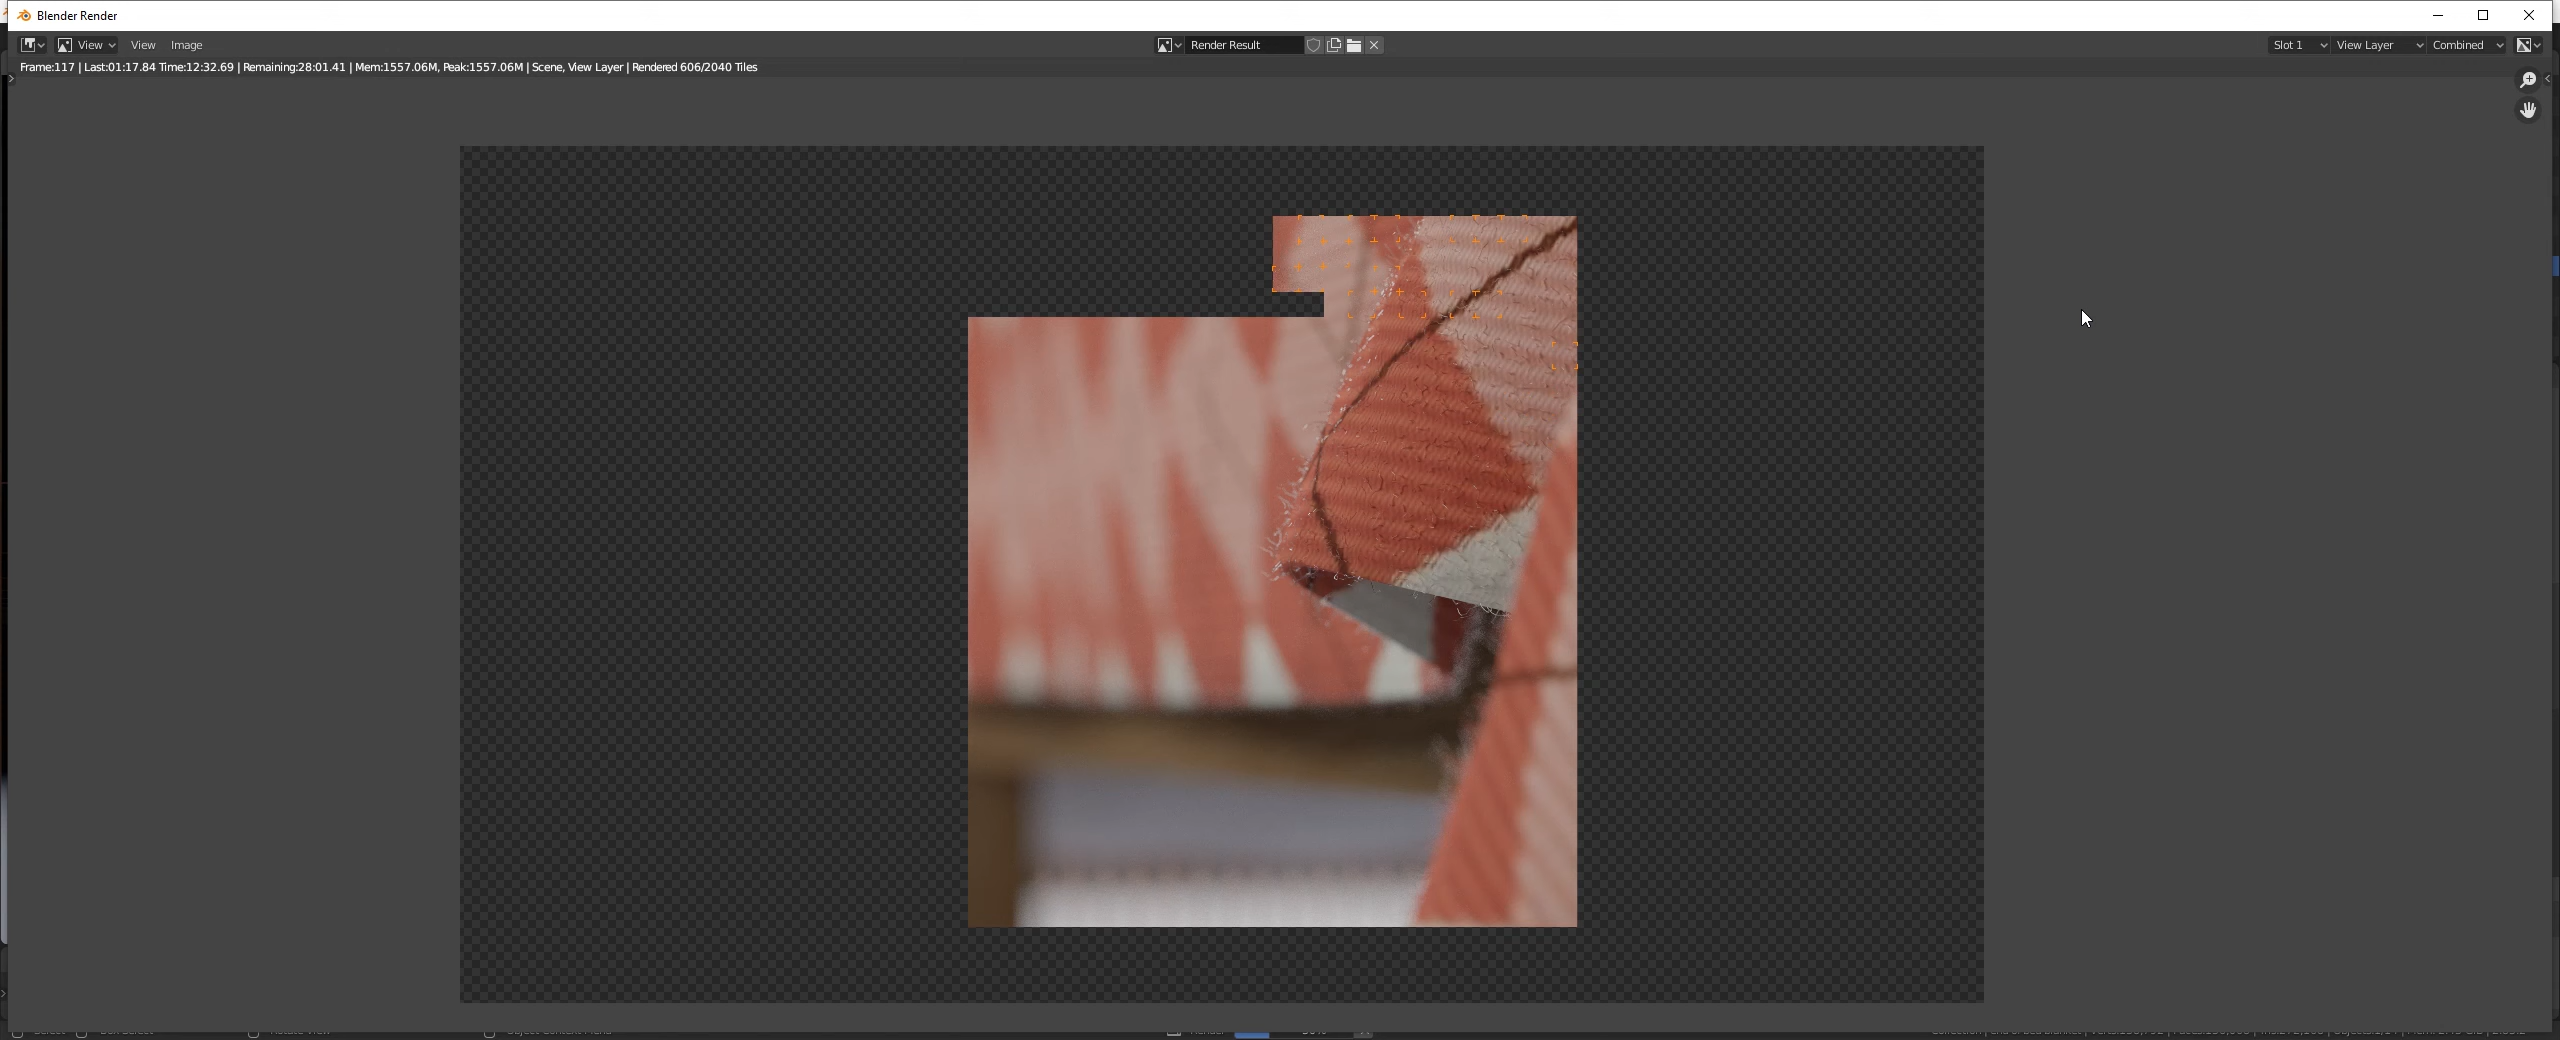 Blender Render
View View Image Render Result Slot 1 View Layer Combined
Frame:117 | Last:01:17.84 Time:12:32.69 | Remaining:28:01.41 | Mem:1557.06M, Peak:1557.06M | Scene, View Layer | Rendered 606/2040 Tiles